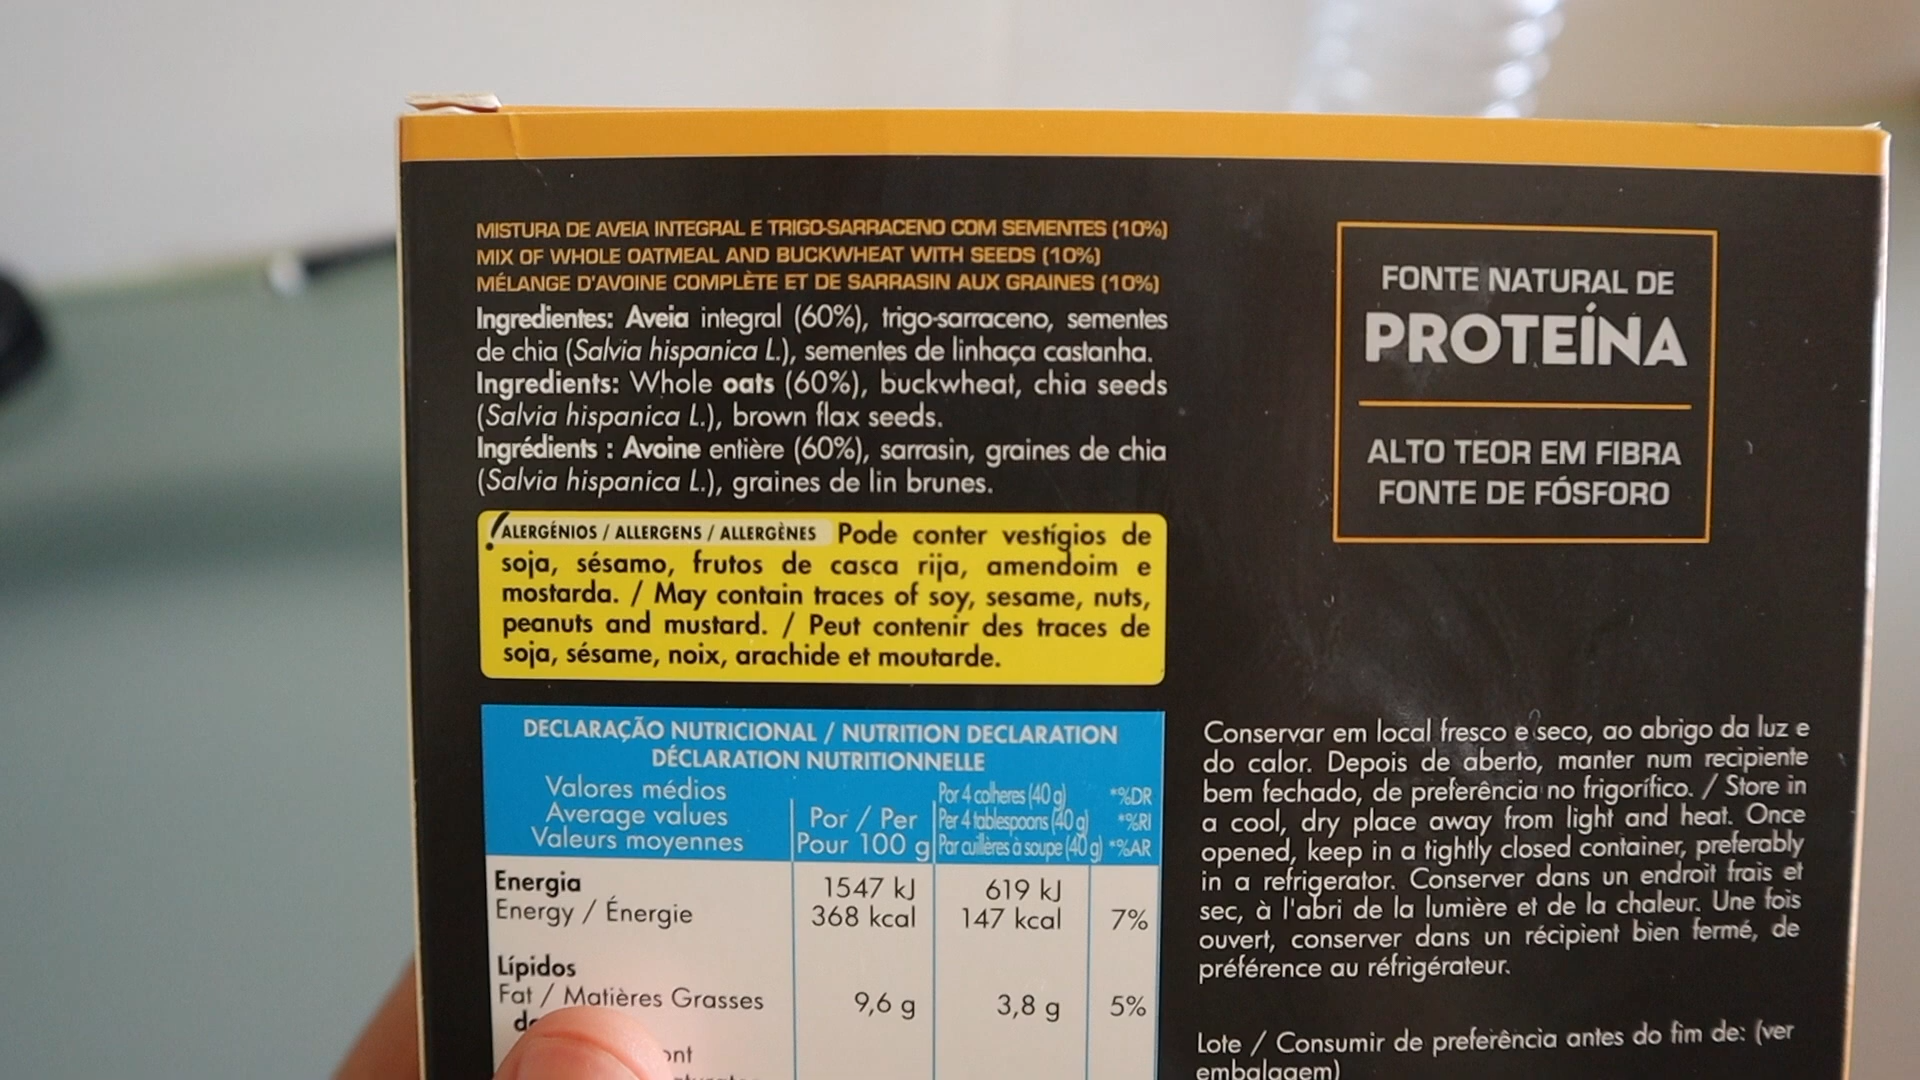 MISTURA DE AVEIA INTEGRAL E TRIGO-SARRACENO COM SEMENTES (10%)
MIX OF WHOLE OATMEAL AND BUCKWHEAT WITH SEEDS (10%)
MÉLANGE D'AVOINE COMPLÈTE ET DE SARRASIN AUX GRAINES (10%)
Ingredientes: Aveia integral (60%), trigo-sarraceno, sementes
de chia (Salvia hispanica L.), sementes de linhaça castanha.
Ingredients: Whole oats (60%), buckwheat, chia seeds
(Salvia hispanica L.), brown flax seeds.
Ingrédients : Avoine entière (60%), sarrasin, graines de chia
(Salvia hispanica L.), graines de lin brunes.
ALERGÉNIOS / ALLERGENS / ALLERGÈNES Pode conter vestígios de
soja, sésamo, frutos de casca rija, amendoim e
mostarda. / May contain traces of soy, sesame, nuts,
peanuts and mustard. / Peut contenir des traces de
soja, sésame, noix, arachide et moutarde.
DECLARAÇÃO NUTRICIONAL / NUTRITION DECLARATION
DÉCLARATION NUTRITIONNELLE
Valores médios Por 4 colheres (40 g) *%DR
Average values Por / Per Per 4 tablespoons (40 g) *%RI
Valeurs moyennes Pour 100 g Par cuillères à soupe (40 g) *%AR
Energia 1547 kJ 619 kJ
Energy / Énergie 368 kcal 147 kcal 7%
Lípidos
Fat / Matières Grasses 9,6 g 3,8 g 5%
FONTE NATURAL DE
PROTEÍNA
ALTO TEOR EM FIBRA
FONTE DE FÓSFORO
Conservar em local fresco e seco, ao abrigo da luz e
do calor. Depois de aberto, manter num recipiente
bem fechado, de preferência no frigorífico. / Store in
a cool, dry place away from light and heat. Once
opened, keep in a tightly closed container, preferably
in a refrigerator. Conserver dans un endroit frais et
sec, à l'abri de la lumière et de la chaleur. Une fois
ouvert, conserver dans un récipient bien fermé, de
préférence au réfrigérateur.
Lote / Consumir de preferência antes do fim de: (ver
embalagem)